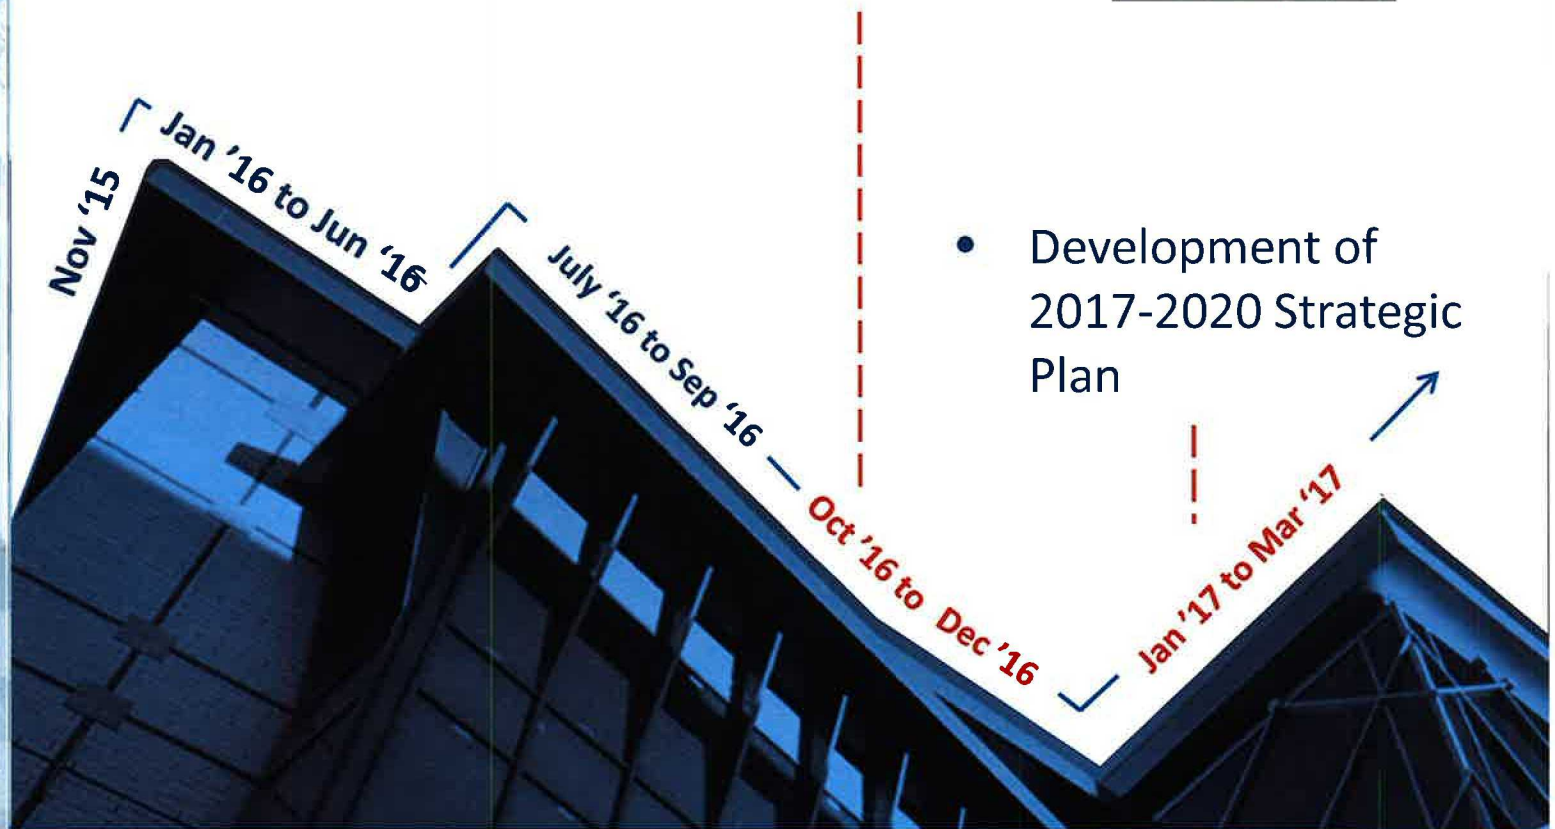 Nov ‘15
Jan ’16 to Jun ‘16
July ‘16 to Sep ‘16
Oct ’16 to Dec ’16
Jan ’17 to Mar ‘17
• Development of
2017-2020 Strategic
Plan